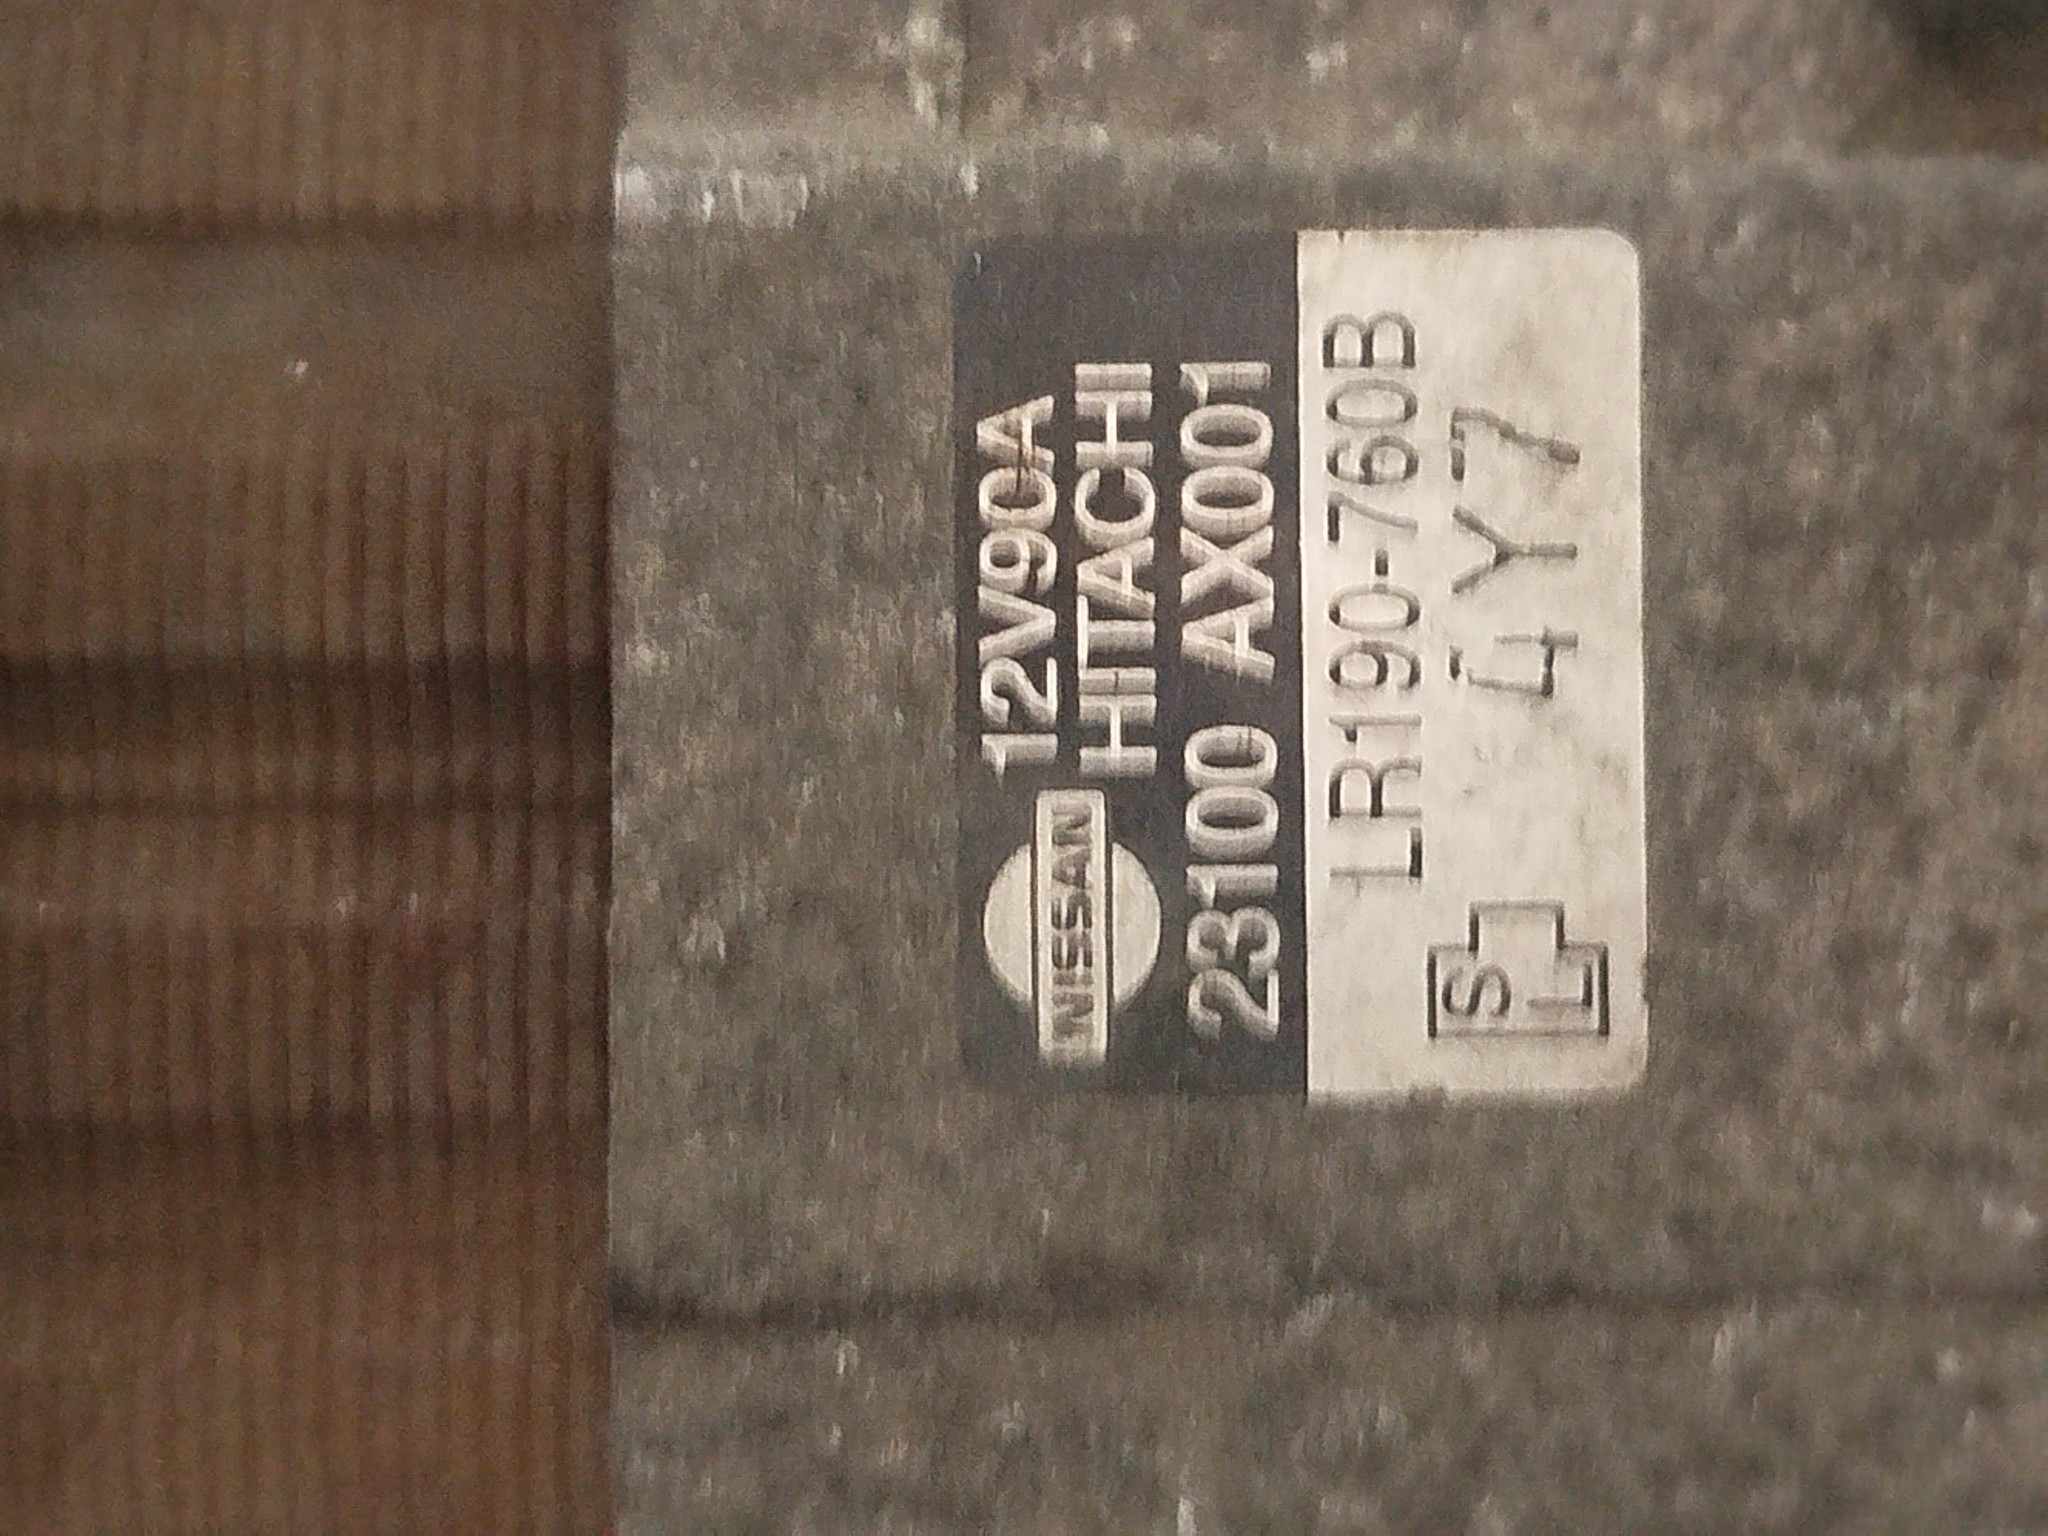 NISSAN
12V90A
HITACHI
23100 AX001
LR190-760B
S
L
4Y7